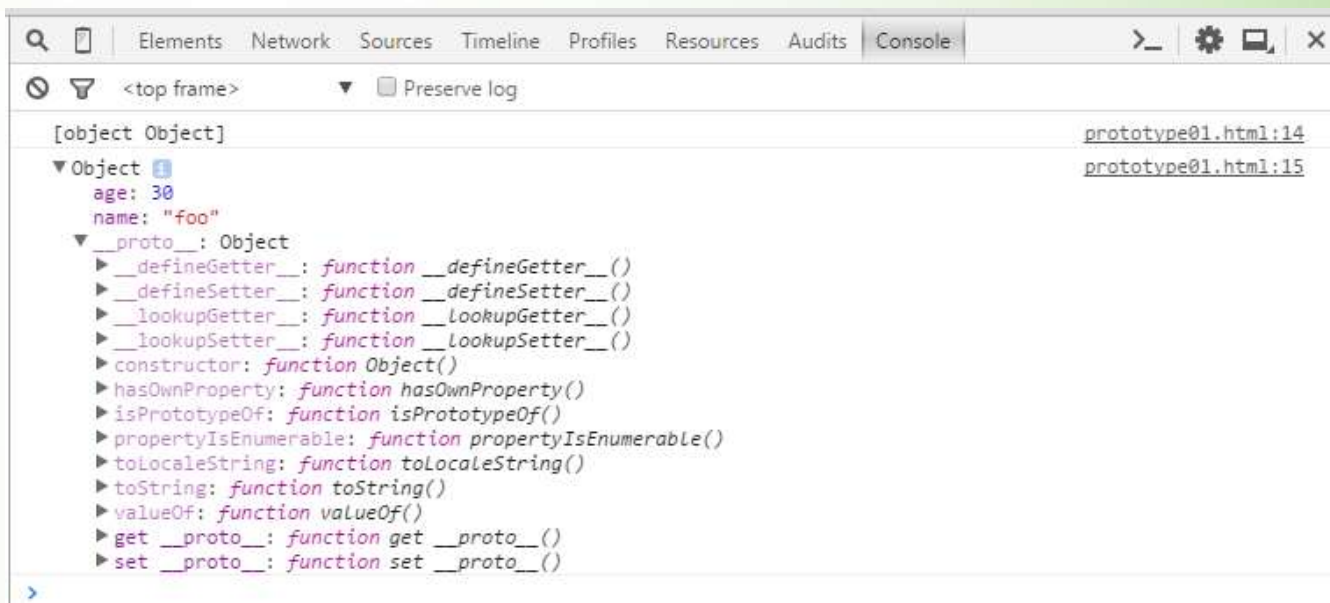 Elements Network Sources Timeline Profiles Resources Audits Console
<top frame> Preserve log
[object Object] prototype01.html:14
Object i prototype01.html:15
age: 30
name: "foo"
__proto__: Object
__defineGetter__: function __defineGetter__()
__defineSetter__: function __defineSetter__()
__lookupGetter__: function __lookupGetter__()
__lookupSetter__: function __lookupSetter__()
constructor: function Object()
hasOwnProperty: function hasOwnProperty()
isPrototypeOf: function isPrototypeOf()
propertyIsEnumerable: function propertyIsEnumerable()
toLocaleString: function toLocaleString()
toString: function toString()
valueOf: function valueOf()
get __proto__: function get __proto__()
set __proto__: function set __proto__()